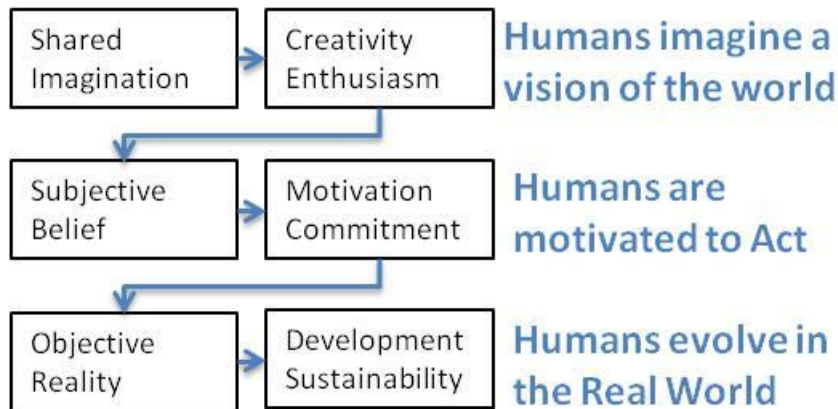 Shared
Imagination
Creativity
Enthusiasm
Humans imagine a
vision of the world
Subjective
Belief
Motivation
Commitment
Humans are
motivated to Act
Objective
Reality
Development
Sustainability
Humans evolve in
the Real World